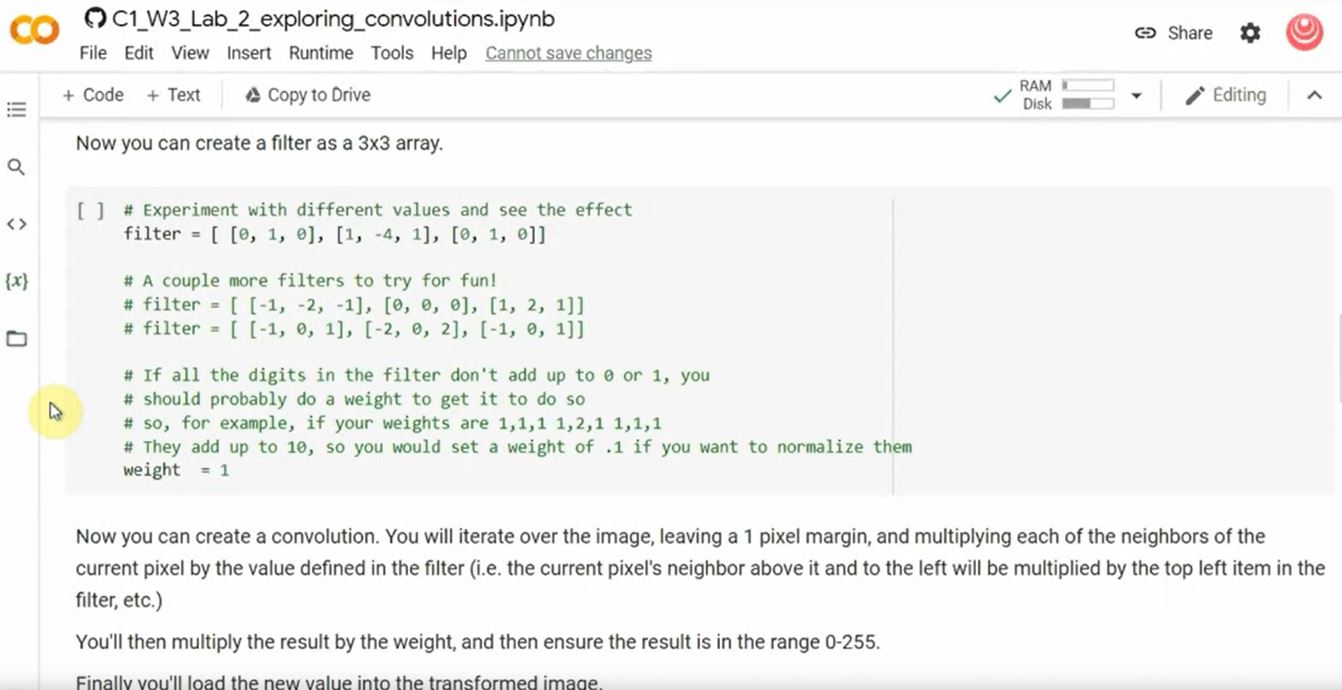 C1_W3_Lab_2_exploring_convolutions.ipynb
Share
File Edit View Insert Runtime Tools Help Cannot save changes
+ Code + Text Copy to Drive
RAM
Disk
Editing
Now you can create a filter as a 3x3 array.
[ ] # Experiment with different values and see the effect
filter = [ [0, 1, 0], [1, -4, 1], [0, 1, 0]]
# A couple more filters to try for fun!
# filter = [ [-1, -2, -1], [0, 0, 0], [1, 2, 1]]
# filter = [ [-1, 0, 1], [-2, 0, 2], [-1, 0, 1]]
# If all the digits in the filter don't add up to 0 or 1, you
# should probably do a weight to get it to do so
# so, for example, if your weights are 1,1,1 1,2,1 1,1,1
# They add up to 10, so you would set a weight of .1 if you want to normalize them
weight  = 1
Now you can create a convolution. You will iterate over the image, leaving a 1 pixel margin, and multiplying each of the neighbors of the
current pixel by the value defined in the filter (i.e. the current pixel's neighbor above it and to the left will be multiplied by the top left item in the
filter, etc.)
You'll then multiply the result by the weight, and then ensure the result is in the range 0-255.
Finally you'll load the new value into the transformed image.